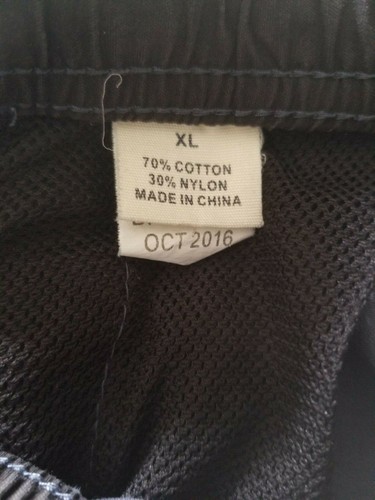 XL
70% COTTON
30% NYLON
MADE IN CHINA
OCT 2016